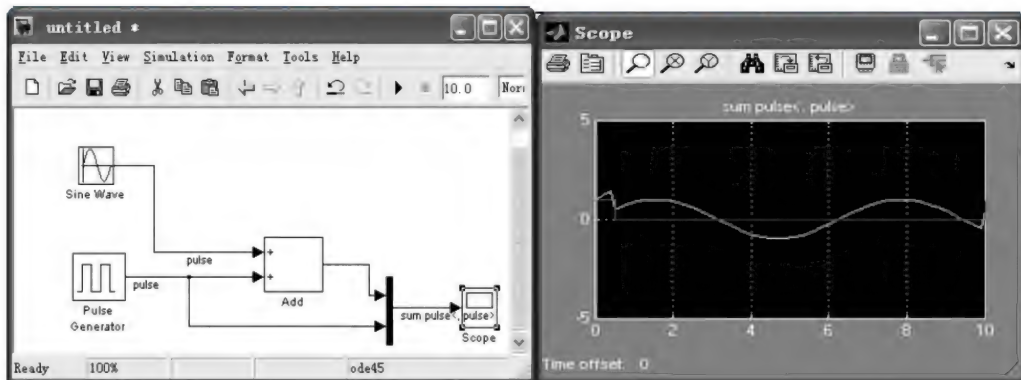 untitled *
File Edit View Simulation Format Tools Help
10.0 Nor
Sine Wave
pulse
pulse
Pulse
Generator
Add
sum pulse<, pulse>
Scope
Ready 100% ode45
Scope
sum pulse<, pulse>
5
0
-5
0 2 4 6 8 10
Time offset: 0